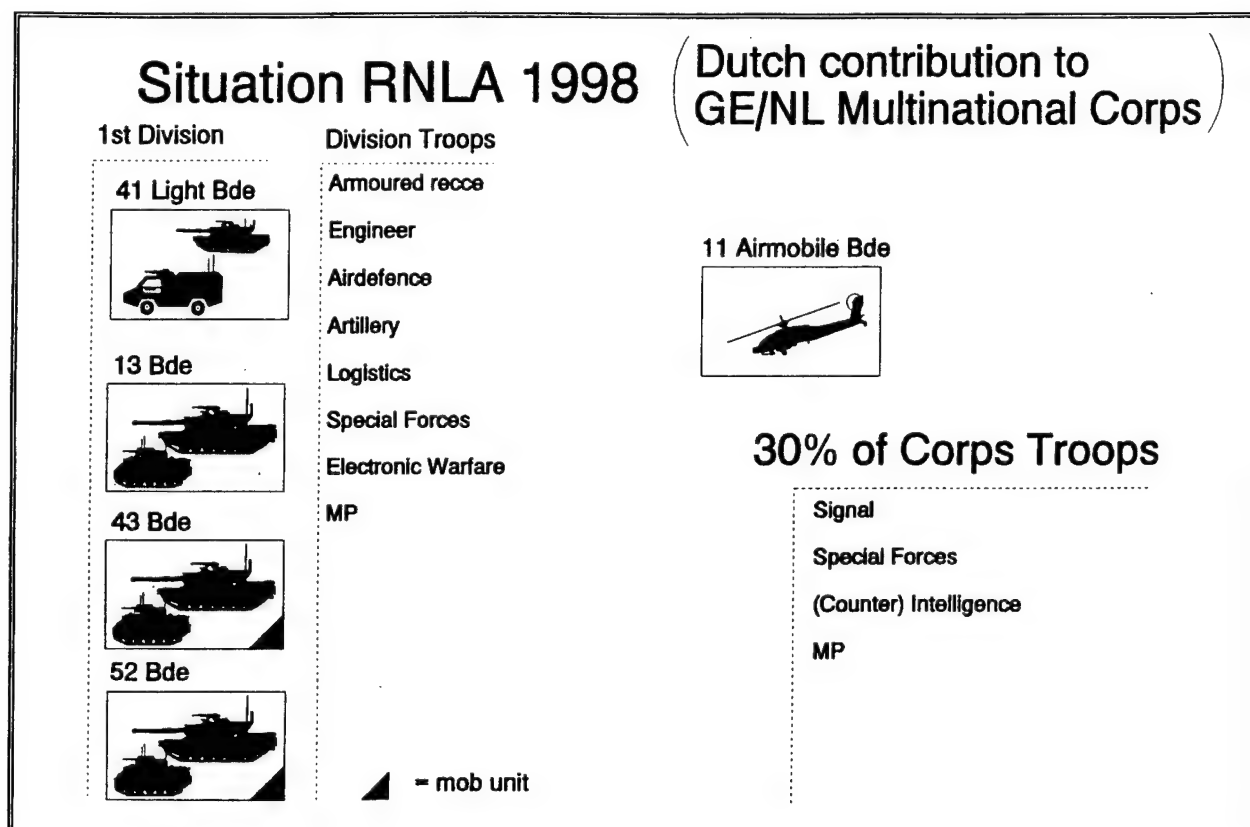 Situation RNLA 1998
(Dutch contribution to
GE/NL Multinational Corps)
1st Division
41 Light Bde
13 Bde
43 Bde
52 Bde
Division Troops
Armoured recce
Engineer
Airdefence
Artillery
Logistics
Special Forces
Electronic Warfare
MP
= mob unit
11 Airmobile Bde
30% of Corps Troops
Signal
Special Forces
(Counter) Intelligence
MP